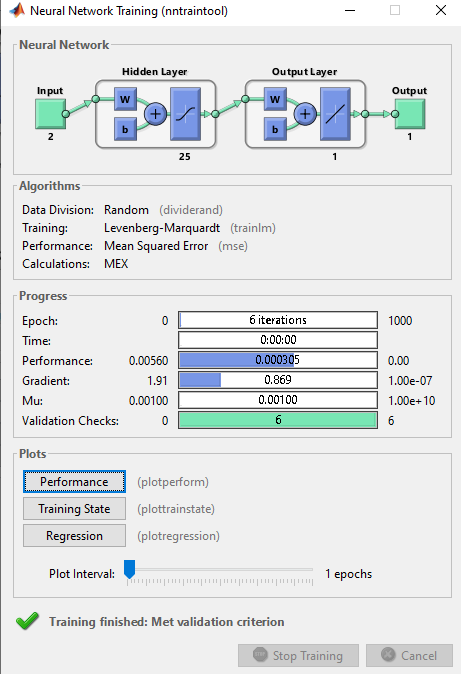 Neural Network Training (nntraintool)
Neural Network
Hidden Layer Output Layer
Input Output
W W
b b
2 25 1 1
Algorithms
Data Division: Random (dividerand)
Training: Levenberg-Marquardt (trainlm)
Performance: Mean Squared Error (mse)
Calculations: MEX
Progress
Epoch: 0 6 iterations 1000
Time: 0:00:00
Performance: 0.00560 0.000305 0.00
Gradient: 1.91 0.869 1.00e-07
Mu: 0.00100 0.00100 1.00e+10
Validation Checks: 0 6 6
Plots
Performance (plotperform)
Training State (plottrainstate)
Regression (plotregression)
Plot Interval: 1 epochs
Training finished: Met validation criterion
Stop Training Cancel